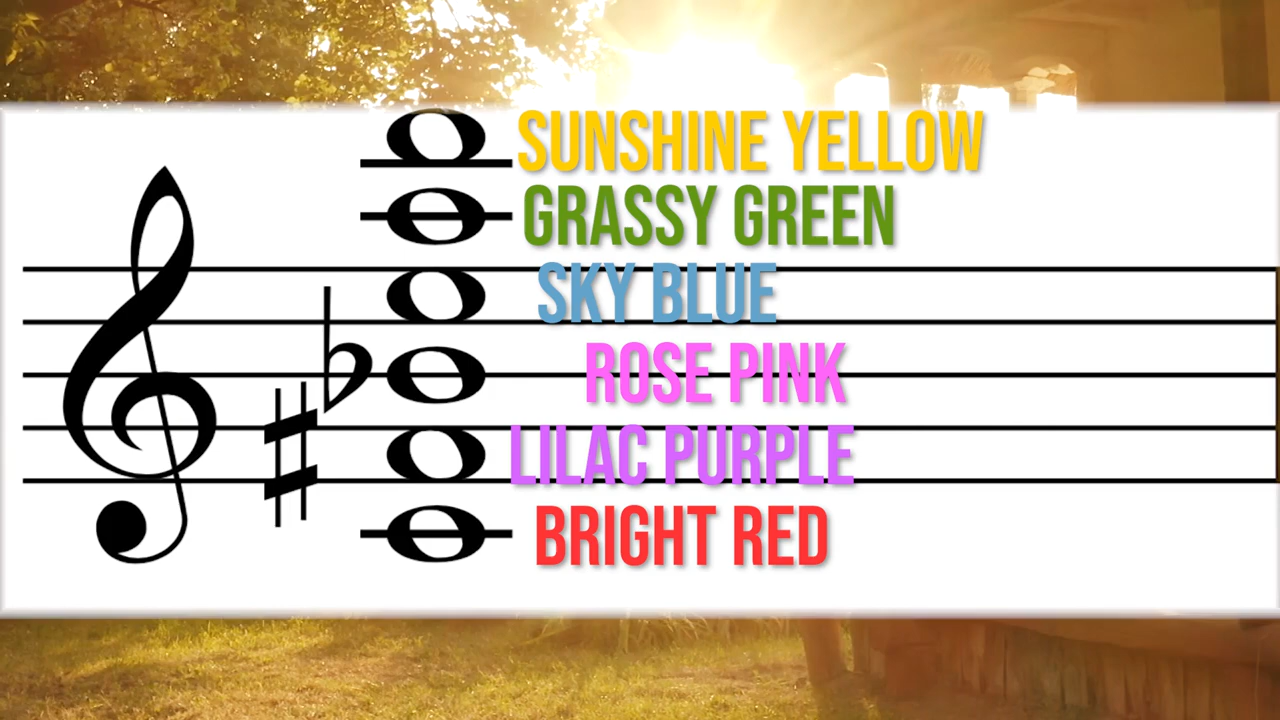 SUNSHINE YELLOW
GRASSY GREEN
SKY BLUE
ROSE PINK
LILAC PURPLE
BRIGHT RED